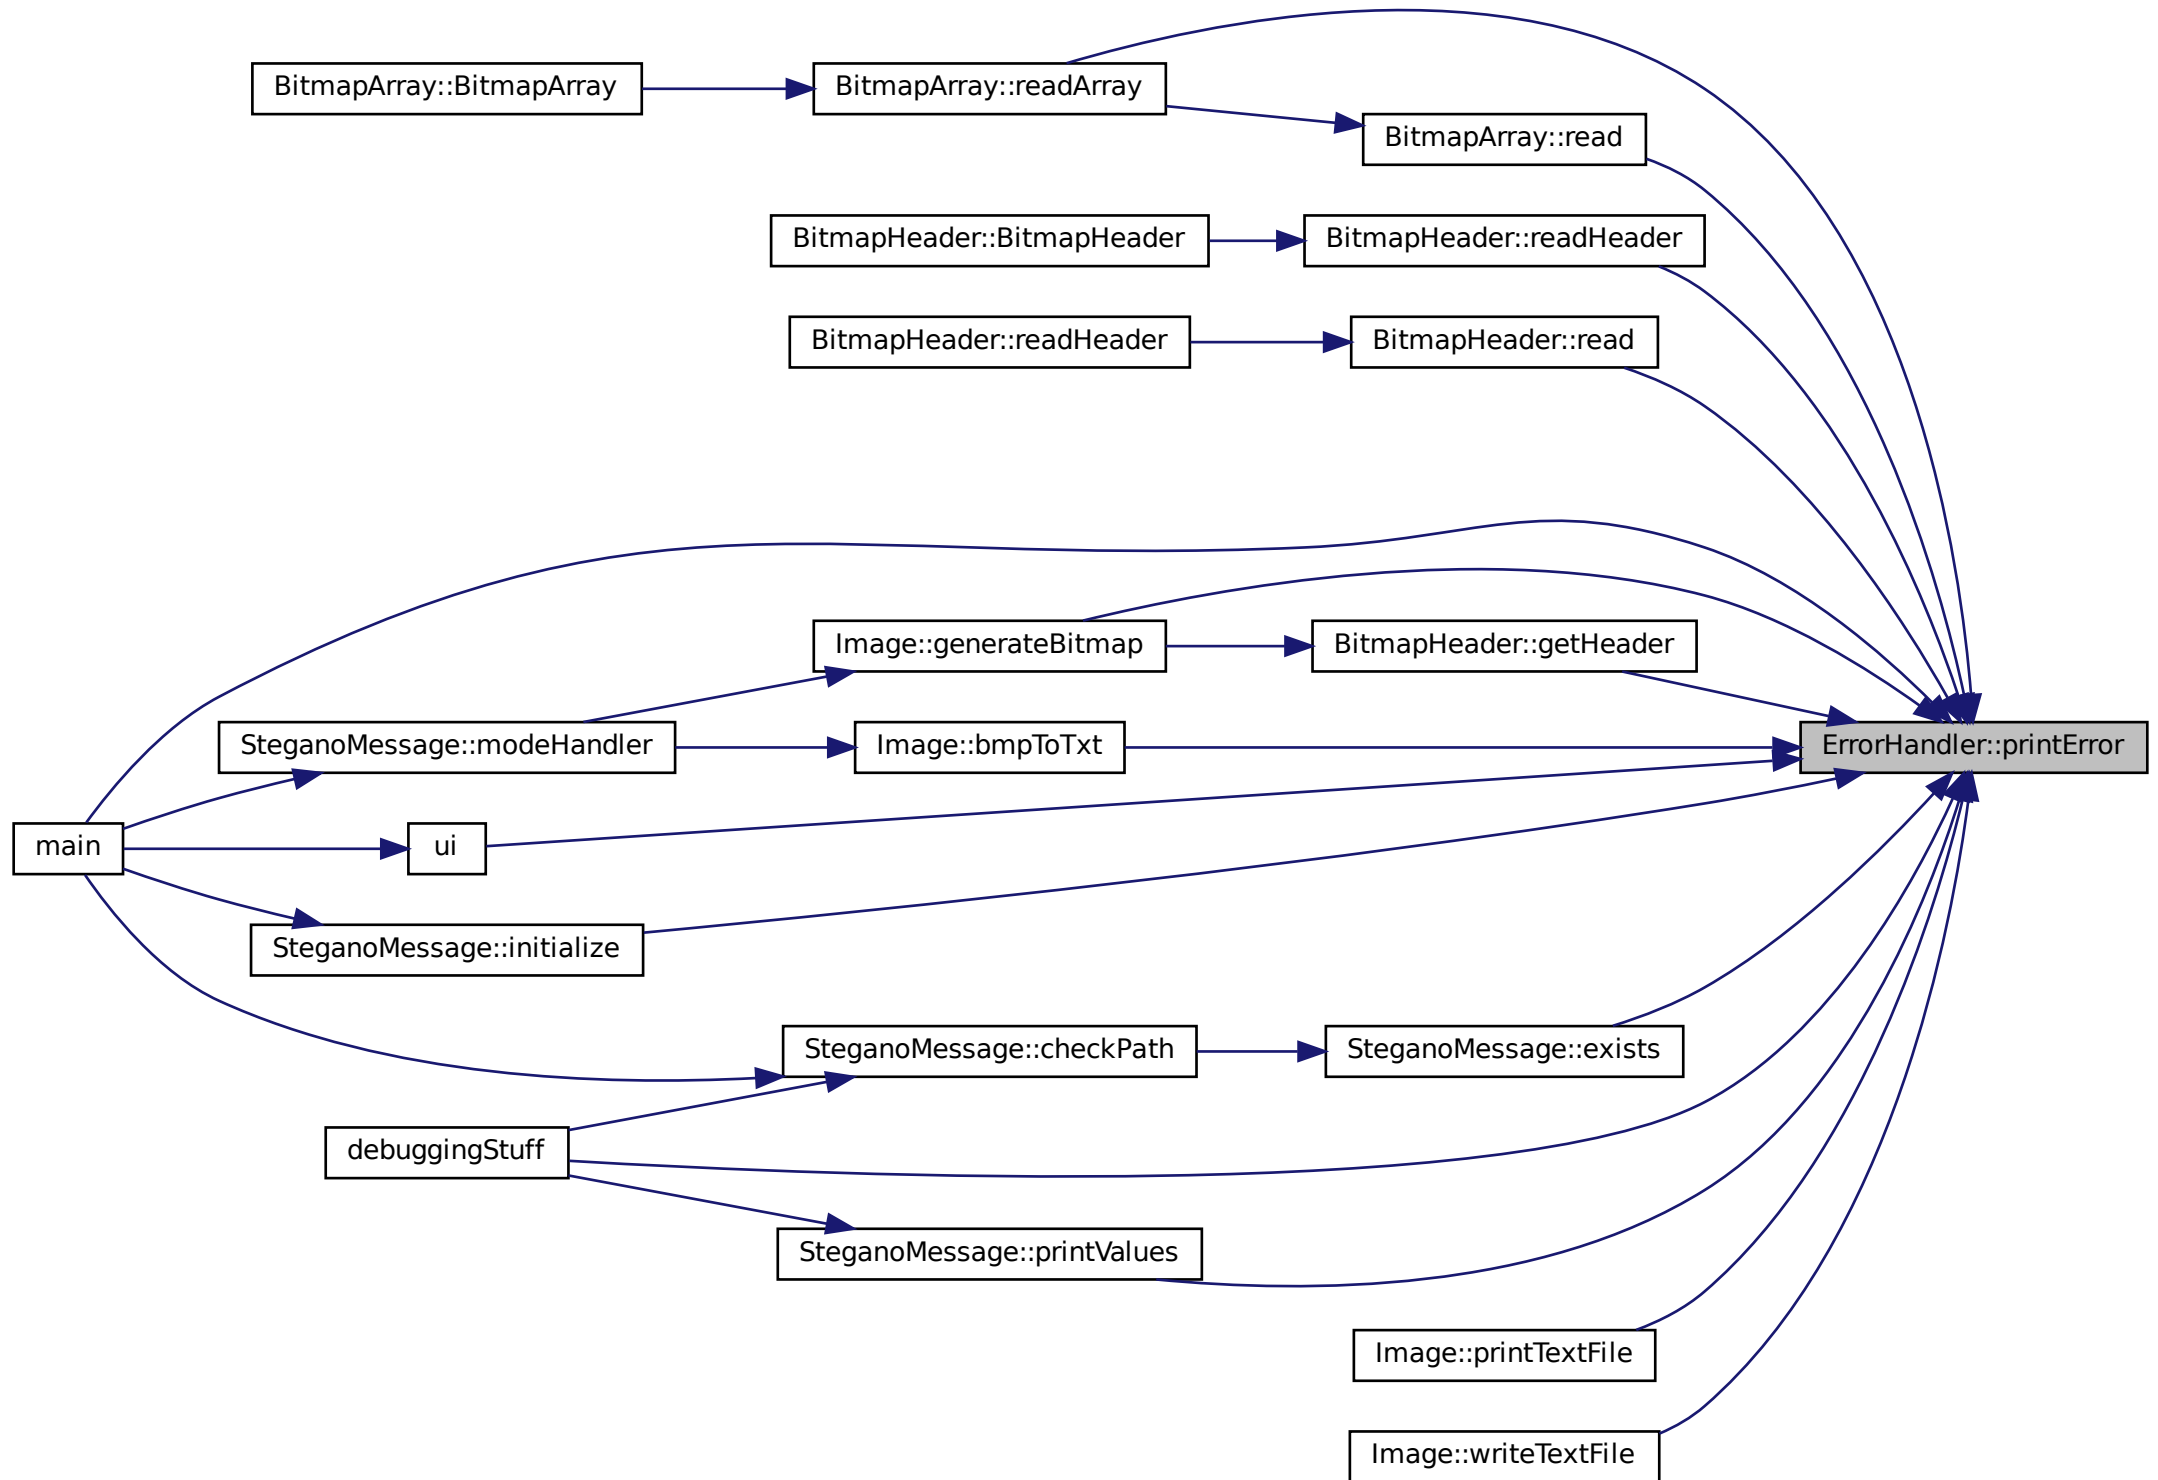 BitmapArray::BitmapArray
BitmapArray::readArray
BitmapArray::read
BitmapHeader::BitmapHeader
BitmapHeader::readHeader
BitmapHeader::readHeader
BitmapHeader::read
Image::generateBitmap
BitmapHeader::getHeader
SteganoMessage::modeHandler
Image::bmpToTxt
ErrorHandler::printError
main
ui
SteganoMessage::initialize
SteganoMessage::checkPath
SteganoMessage::exists
debuggingStuff
SteganoMessage::printValues
Image::printTextFile
Image::writeTextFile